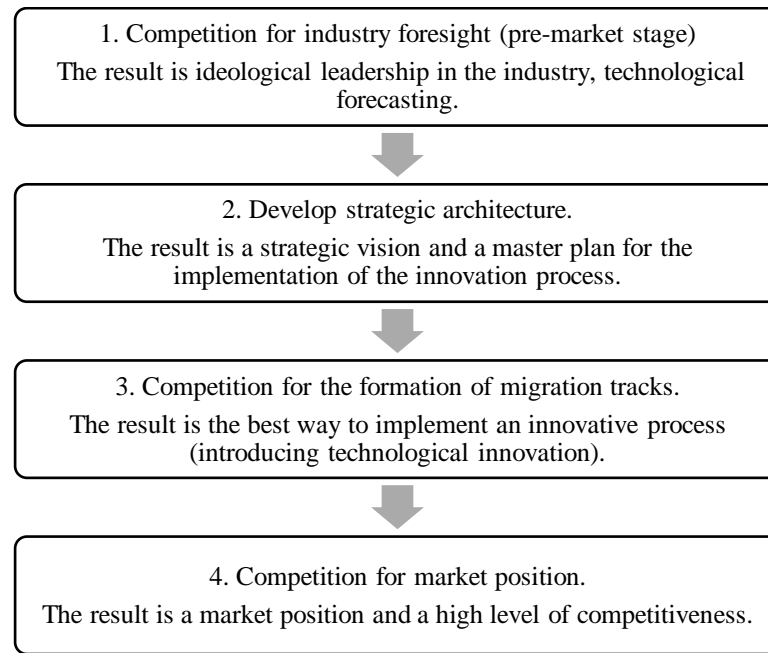 1. Competition for industry foresight (pre-market stage)
The result is ideological leadership in the industry, technological
forecasting.
2. Develop strategic architecture.
The result is a strategic vision and a master plan for the
implementation of the innovation process.
3. Competition for the formation of migration tracks.
The result is the best way to implement an innovative process
(introducing technological innovation).
4. Competition for market position.
The result is a market position and a high level of competitiveness.